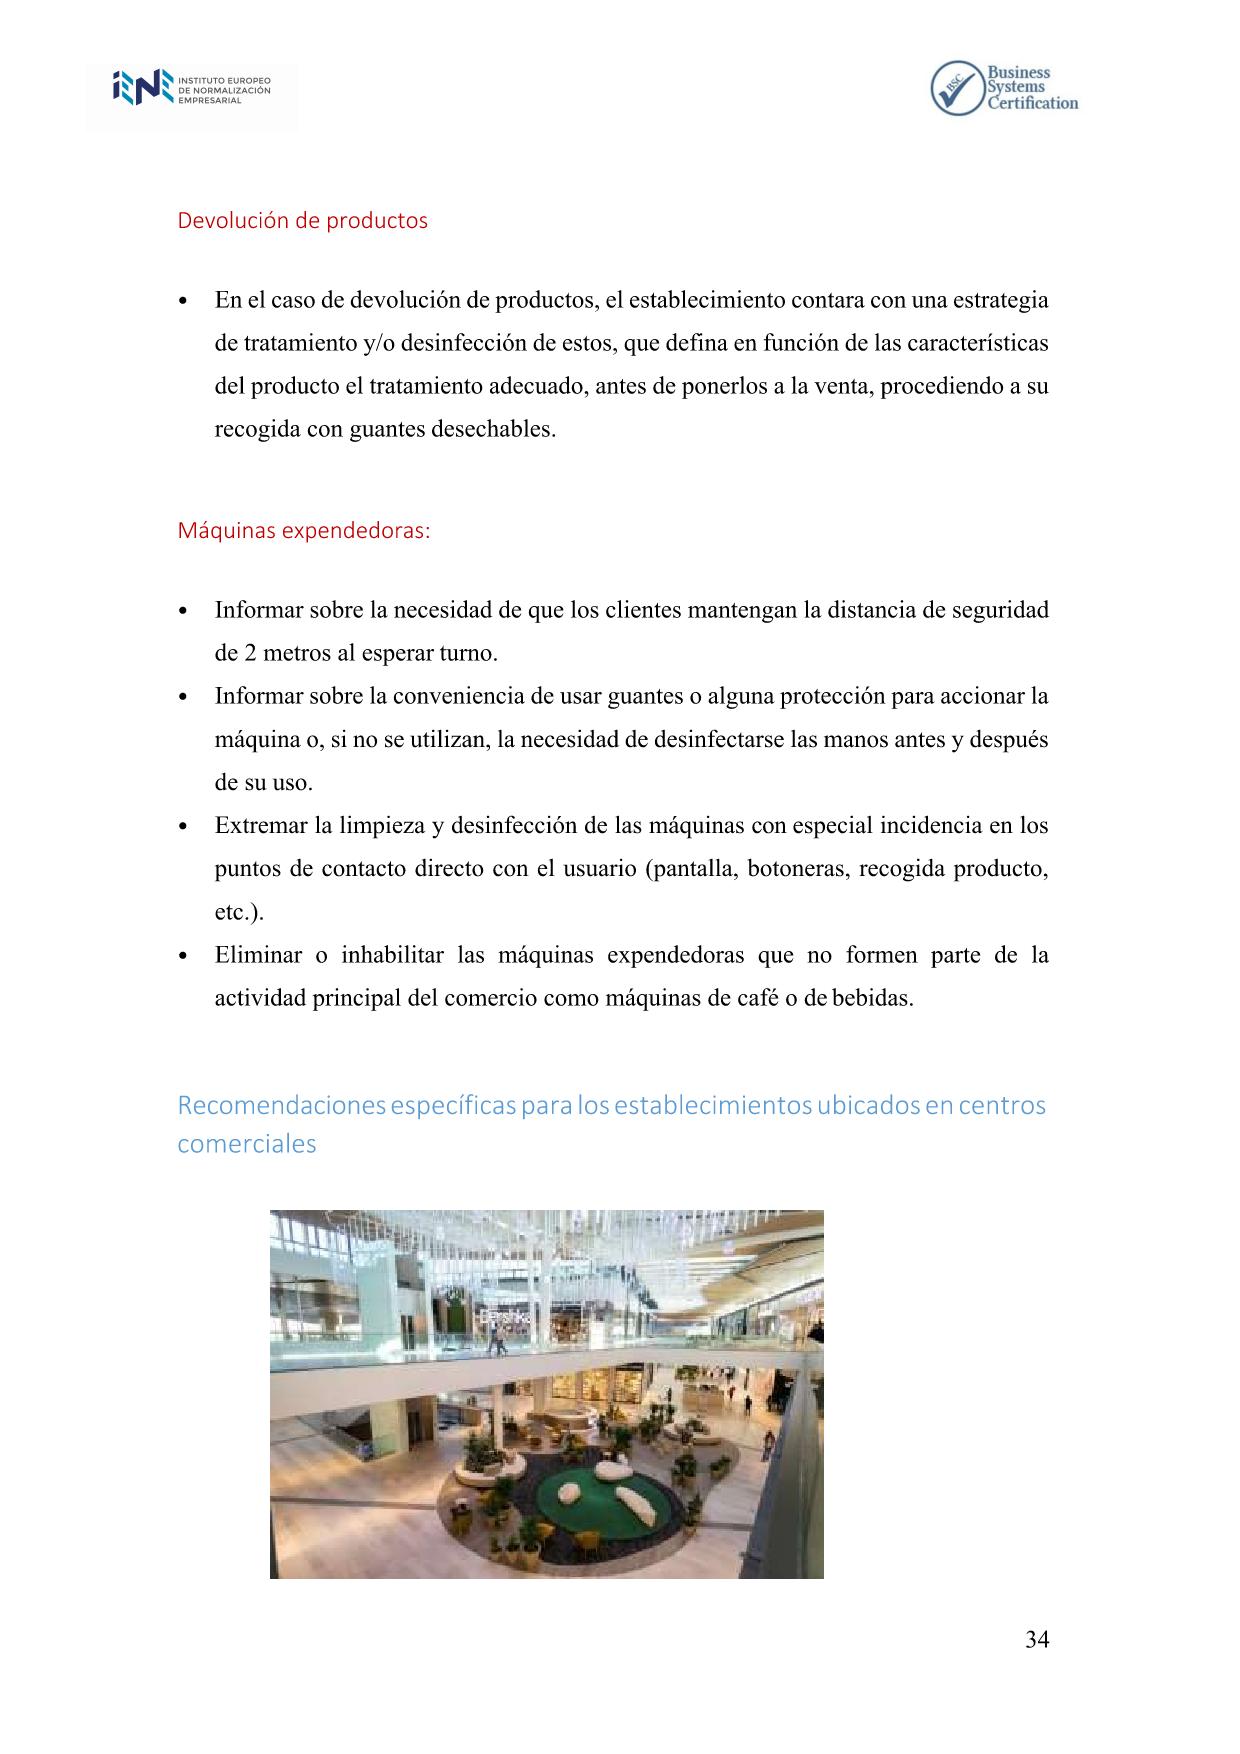 INSTITUTO EUROPEO
DE NORMALIZACIÓN
EMPRESARIAL
BSC
Business
Systems
Certification
Devolución de productos
• En el caso de devolución de productos, el establecimiento contara con una estrategia
de tratamiento y/o desinfección de estos, que defina en función de las características
del producto el tratamiento adecuado, antes de ponerlos a la venta, procediendo a su
recogida con guantes desechables.
Máquinas expendedoras:
• Informar sobre la necesidad de que los clientes mantengan la distancia de seguridad
de 2 metros al esperar turno.
• Informar sobre la conveniencia de usar guantes o alguna protección para accionar la
máquina o, si no se utilizan, la necesidad de desinfectarse las manos antes y después
de su uso.
• Extremar la limpieza y desinfección de las máquinas con especial incidencia en los
puntos de contacto directo con el usuario (pantalla, botoneras, recogida producto,
etc.).
• Eliminar o inhabilitar las máquinas expendedoras que no formen parte de la
actividad principal del comercio como máquinas de café o de bebidas.
Recomendaciones específicas para los establecimientos ubicados en centros
comerciales
Bershka
34